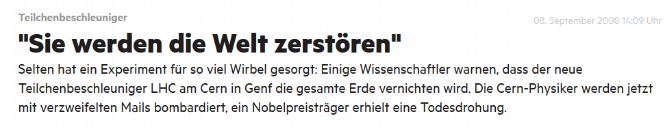 Teilchenbeschleuniger
08. September 2008 14:09 Uhr
"Sie werden die Welt zerstören"
Selten hat ein Experiment für so viel Wirbel gesorgt: Einige Wissenschaftler warnen, dass der neue
Teilchenbeschleuniger LHC am Cern in Genf die gesamte Erde vernichten wird. Die Cern-Physiker werden jetzt
mit verzweifelten Mails bombardiert, ein Nobelpreisträger erhielt eine Todesdrohung.